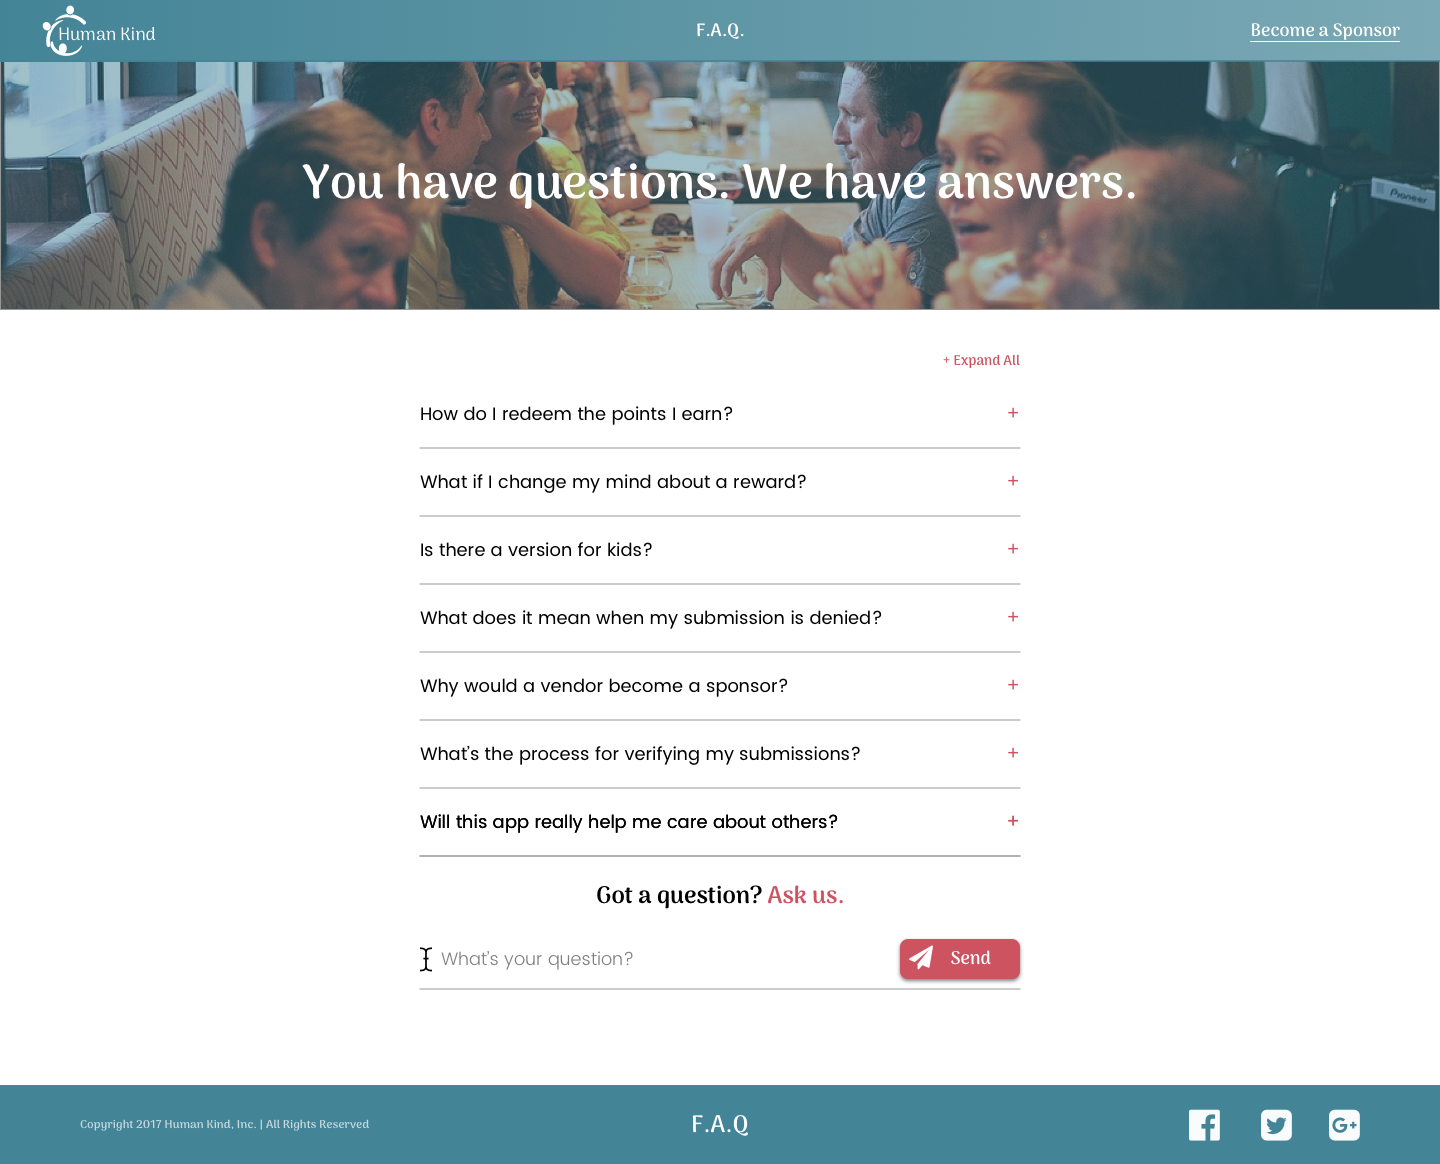 Human Kind
F.A.Q.
Become a Sponsor
You have questions. We have answers.
Pioneer
+ Expand All
How do I redeem the points I earn? +
What if I change my mind about a reward? +
Is there a version for kids? +
What does it mean when my submission is denied? +
Why would a vendor become a sponsor? +
What's the process for verifying my submissions? +
Will this app really help me care about others? +
Got a question? Ask us.
What's your question?
Send
Copyright 2017 Human Kind, Inc. | All Rights Reserved
F.A.Q
G+